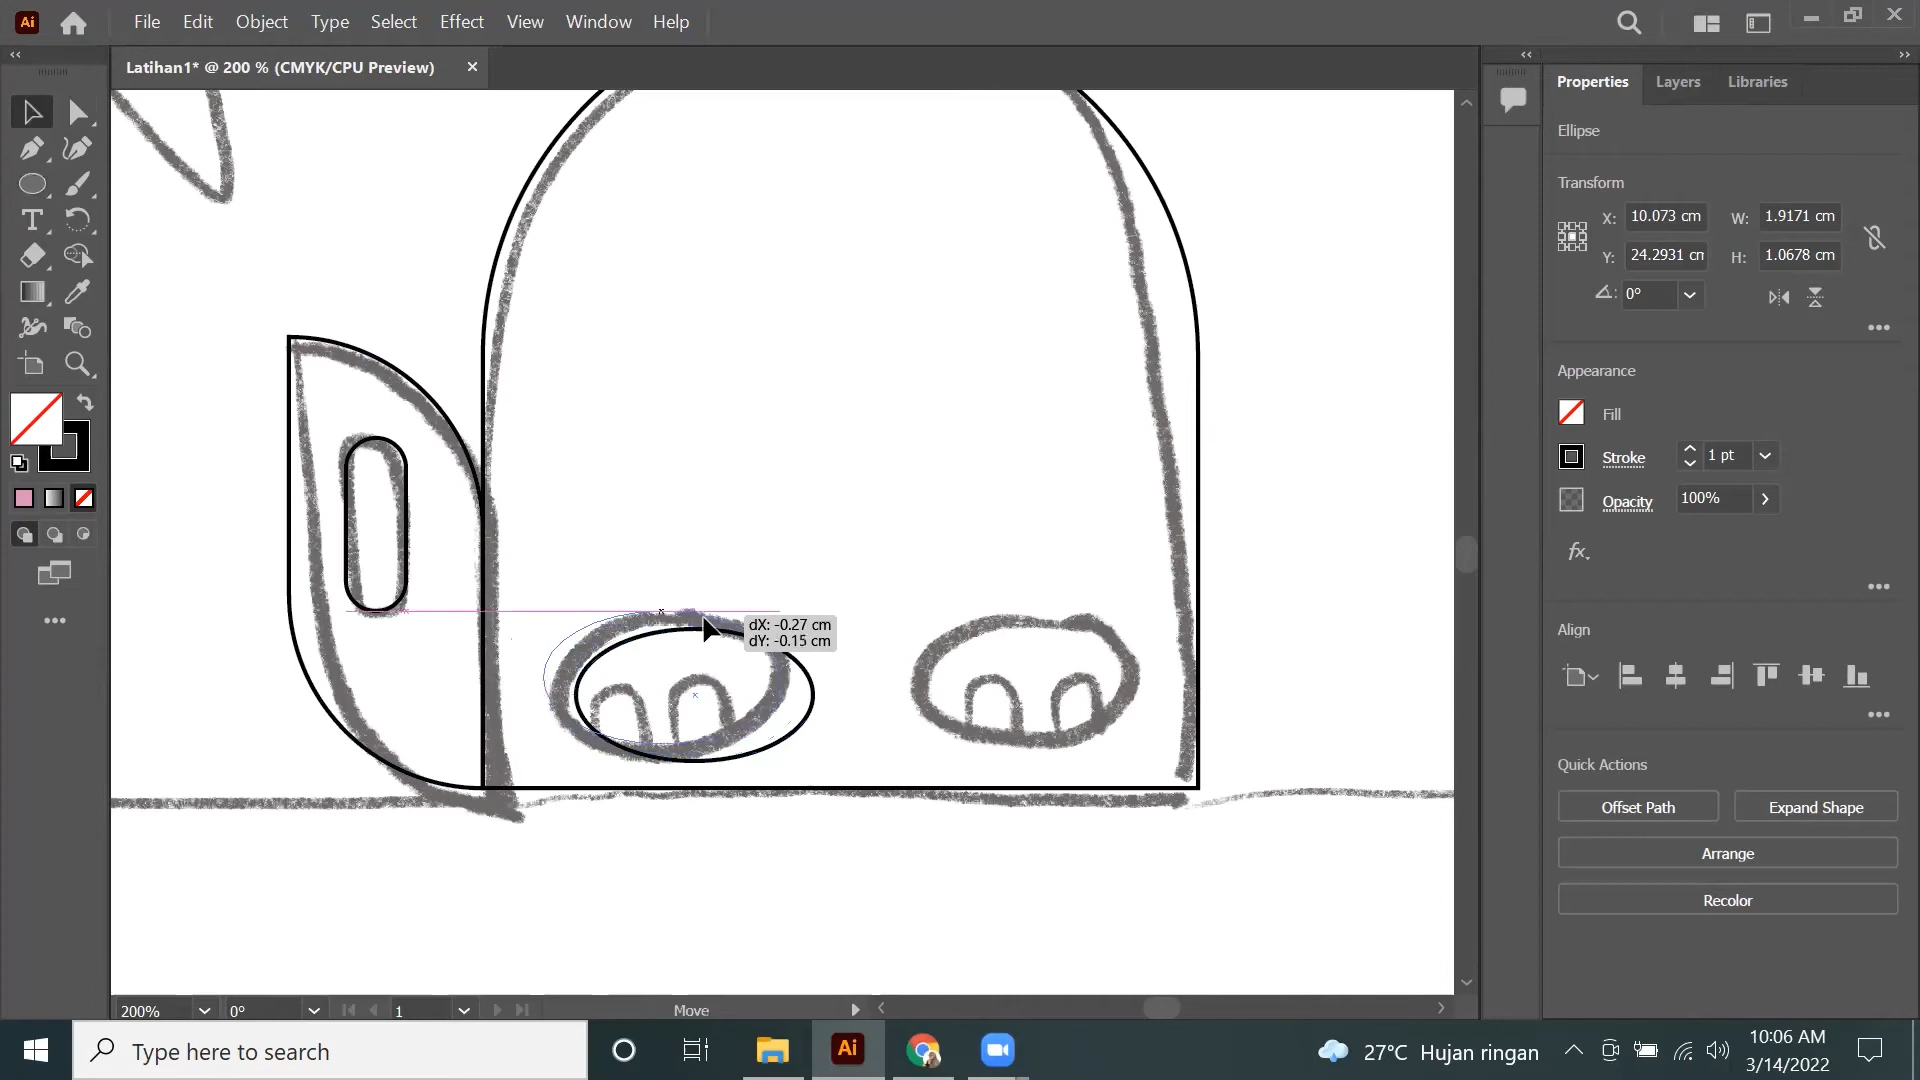 Ai File Edit Object Type Select Effect View Window Help
Latihan1* @ 200 % (CMYK/CPU Preview) ×
Properties Layers Libraries
Ellipse
Transform
X: 10.073 cm W: 1.9171 cm
Y: 24.2931 cm H: 1.0678 cm
0°
Appearance
Fill
Stroke 1 pt
Opacity 100%
fx.
Align
Quick Actions
Offset Path Expand Shape
Arrange
Recolor
dX: -0.27 cm
dY: -0.15 cm
200% 0° 1 Move
Type here to search
Ai
27°C Hujan ringan
10:06 AM
3/14/2022